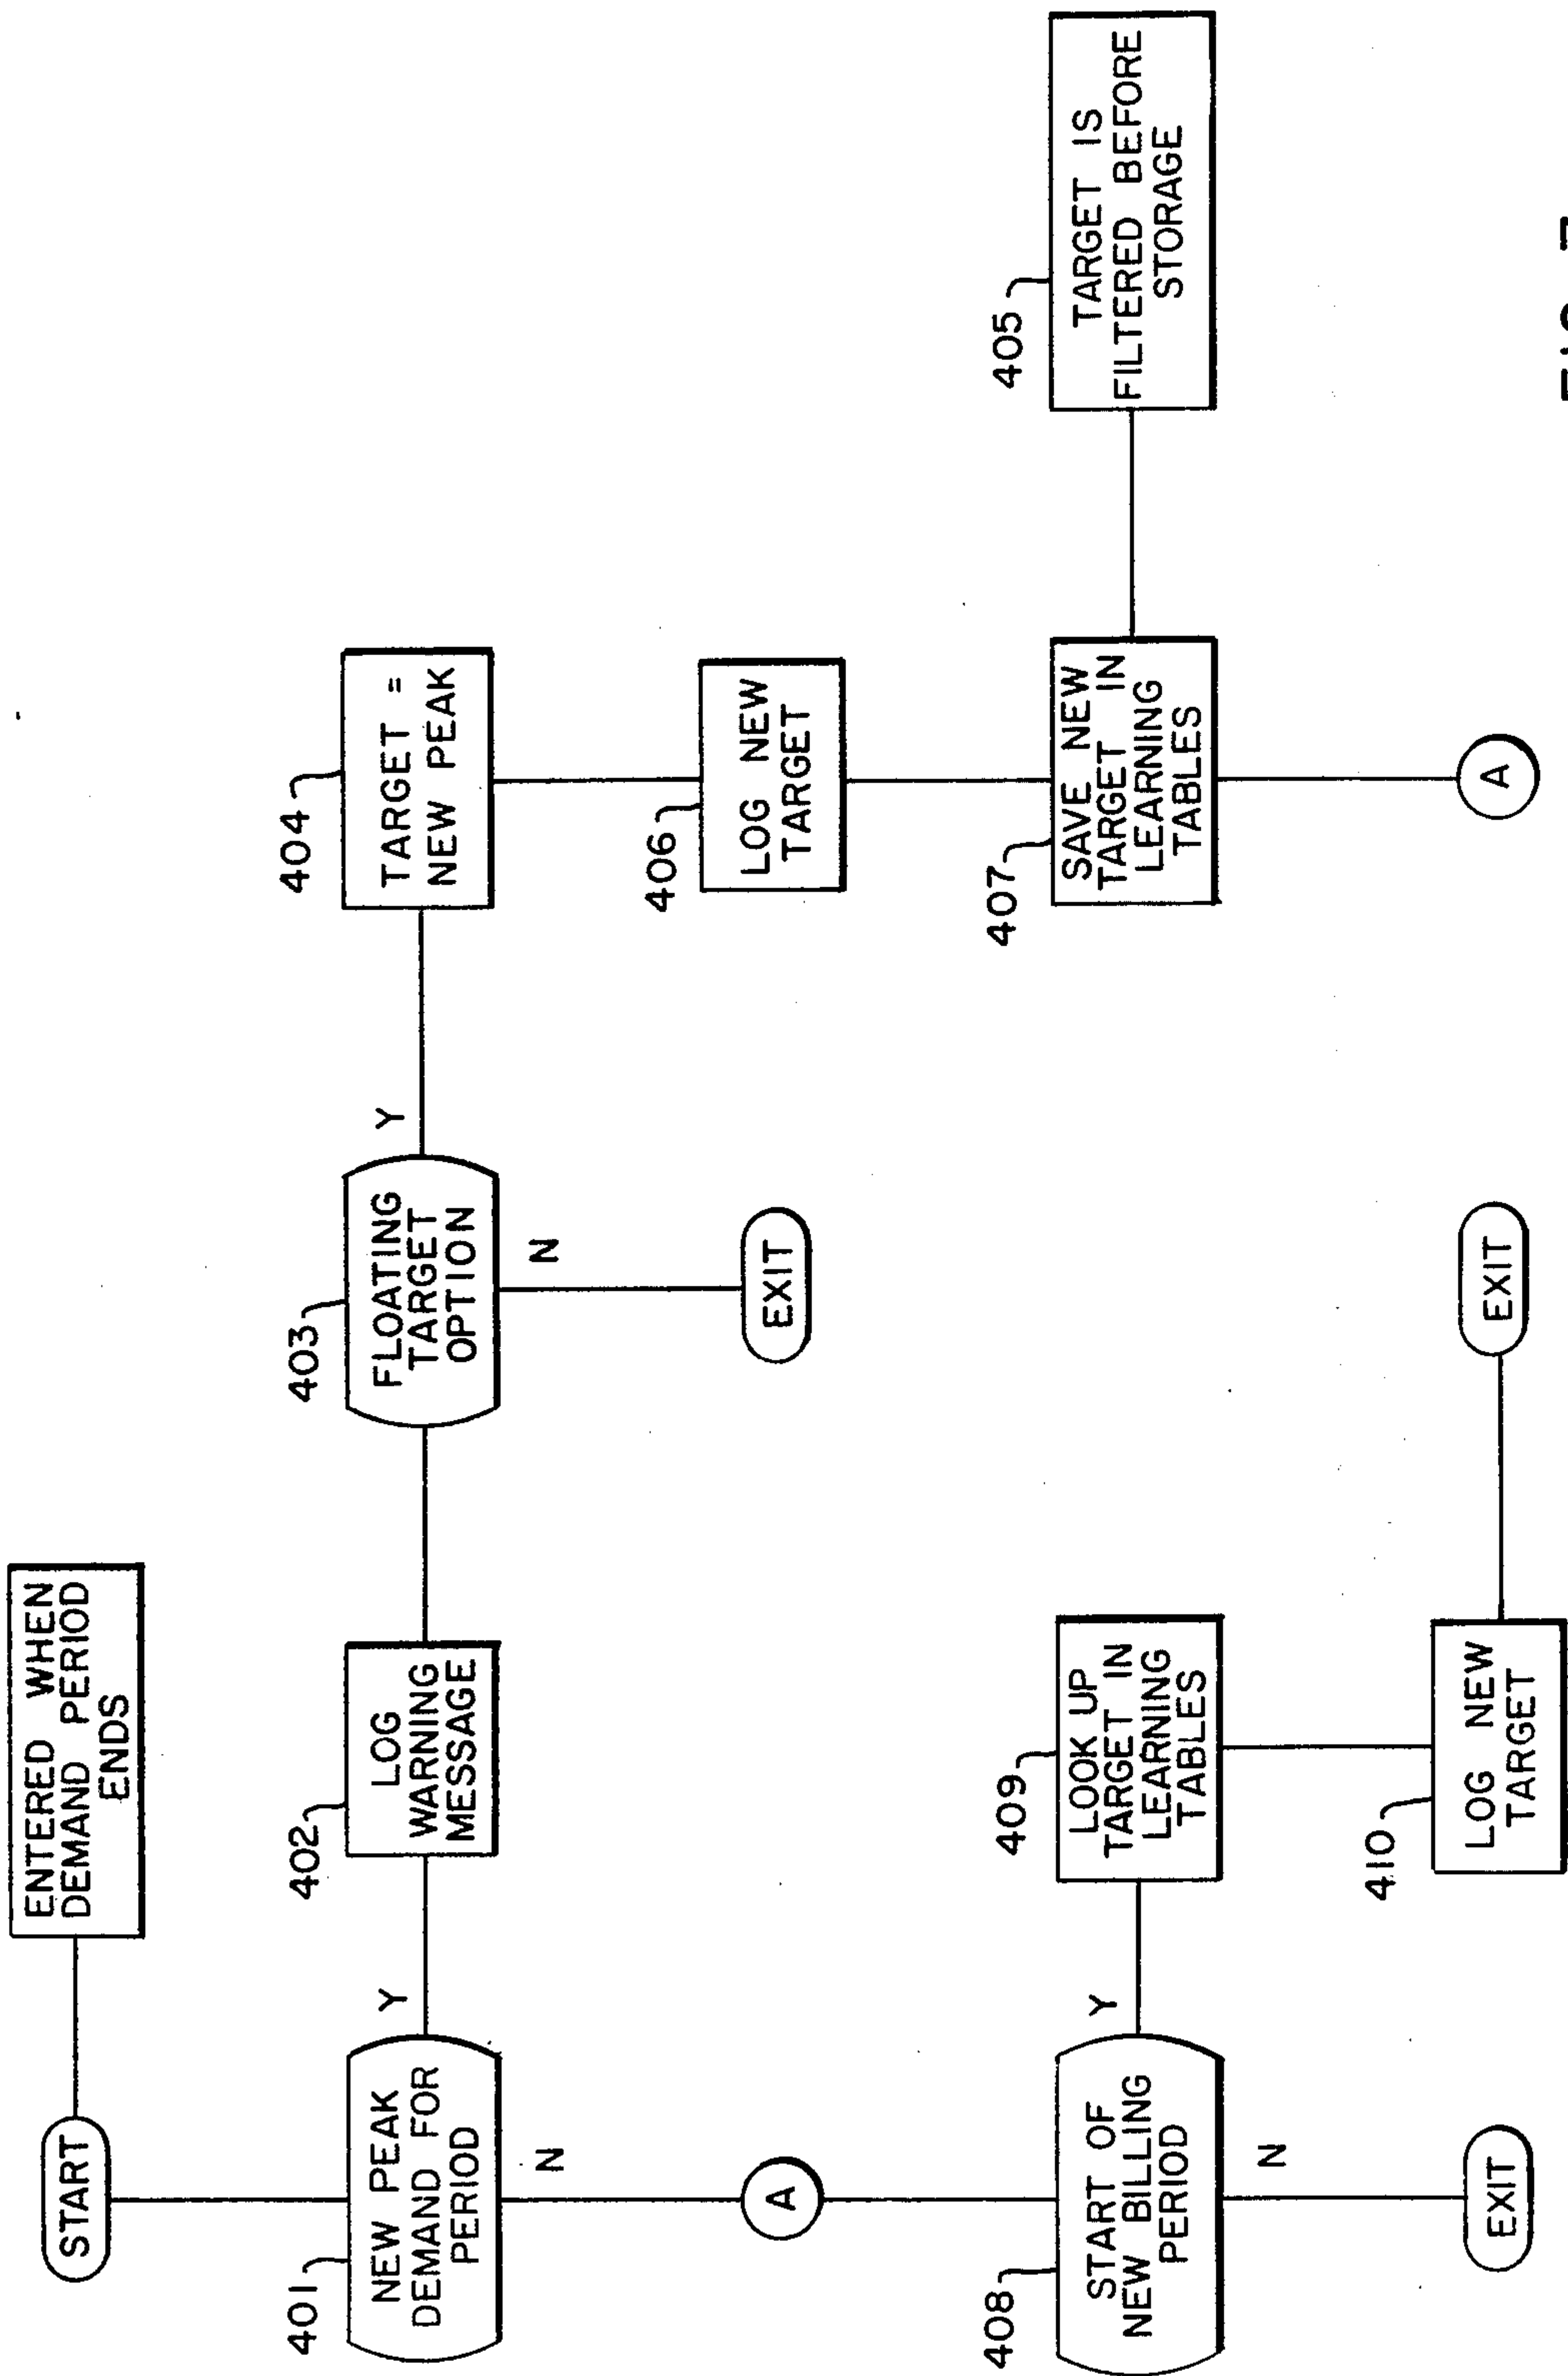 START
ENTERED WHEN
DEMAND PERIOD
ENDS
401
NEW PEAK
DEMAND FOR
PERIOD
Y
N
402
LOG
WARNING
MESSAGE
403
FLOATING
TARGET
OPTION
Y
N
EXIT
404
TARGET =
NEW PEAK
406
LOG NEW
TARGET
407
SAVE NEW
TARGET IN
LEARNING
TABLES
405
TARGET IS
FILTERED BEFORE
STORAGE
A
A
408
START OF
NEW BILLING
PERIOD
Y
N
EXIT
409
LOOK UP
TARGET IN
LEARNING
TABLES
410
LOG NEW
TARGET
EXIT